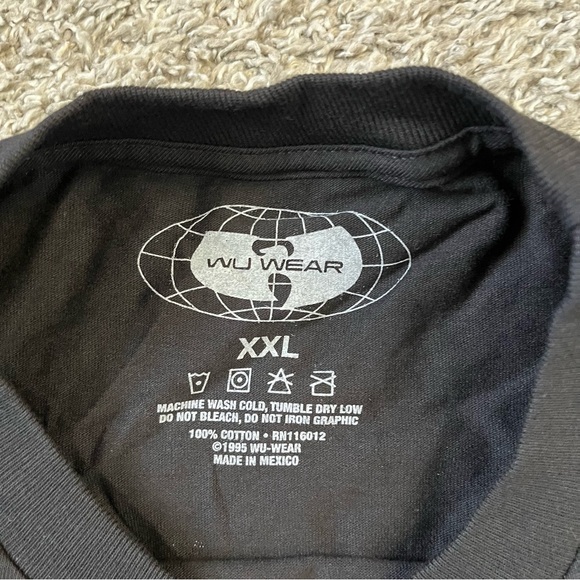 WU WEAR
XXL
MACHINE WASH COLD, TUMBLE DRY LOW
DO NOT BLEACH, DO NOT IRON GRAPHIC
100% COTTON • RN116012
©1995 WU-WEAR
MADE IN MEXICO